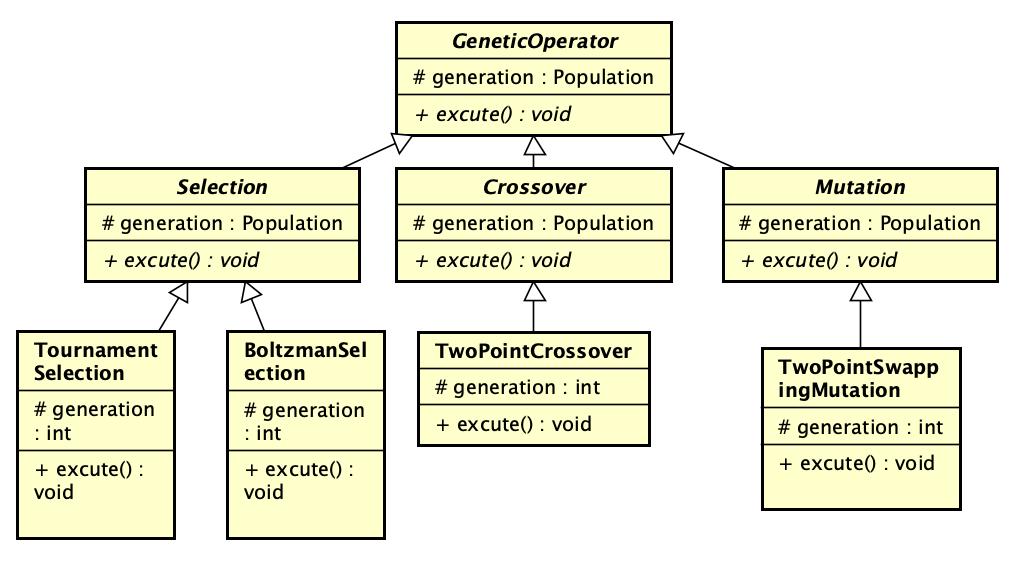 GeneticOperator
# generation : Population
+ excute() : void
Selection
# generation : Population
+ excute() : void
Crossover
# generation : Population
+ excute() : void
Mutation
# generation : Population
+ excute() : void
Tournament
Selection
# generation
: int
+ excute() :
void
BoltzmanSel
ection
# generation
: int
+ excute() :
void
TwoPointCrossover
# generation : int
+ excute() : void
TwoPointSwapp
ingMutation
# generation : int
+ excute() : void